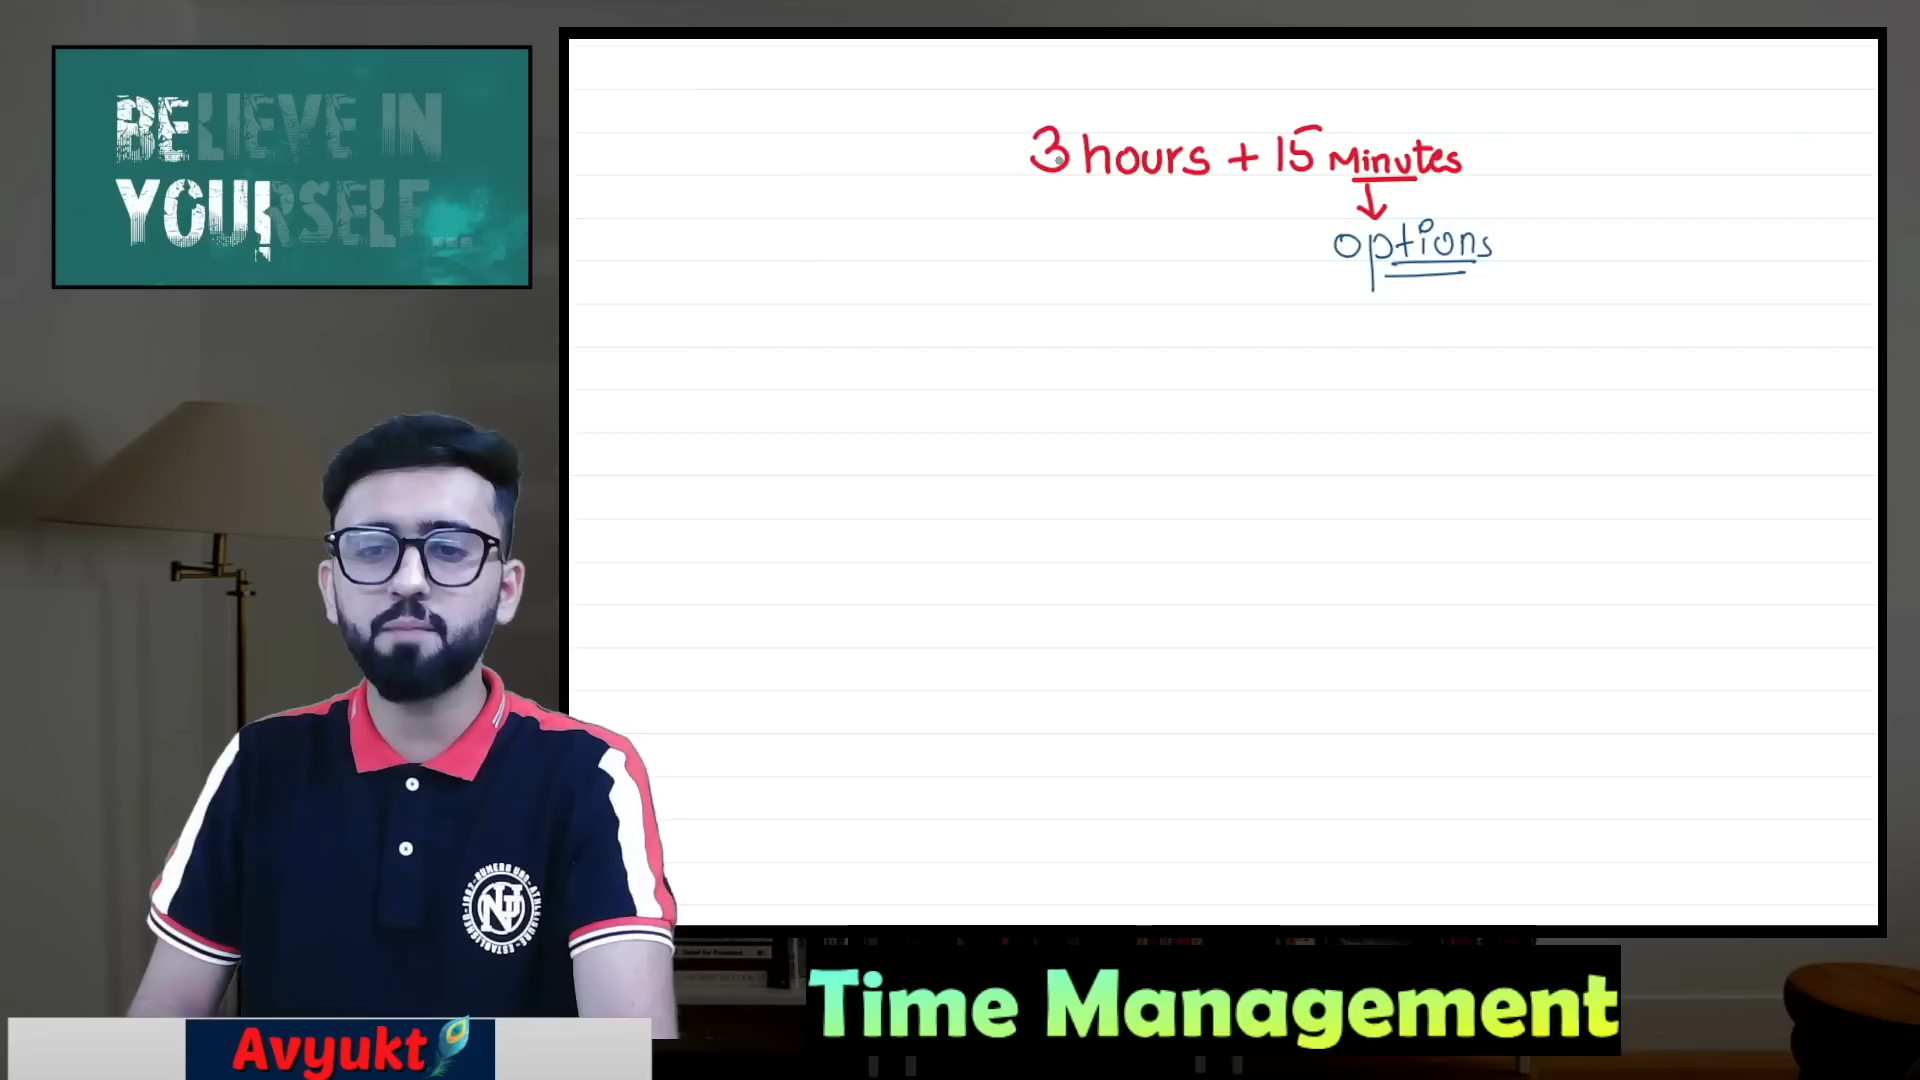 BELIEVE IN
YOURSELF...
3 hours + 15 Minutes
options
Time Management
Avyukt